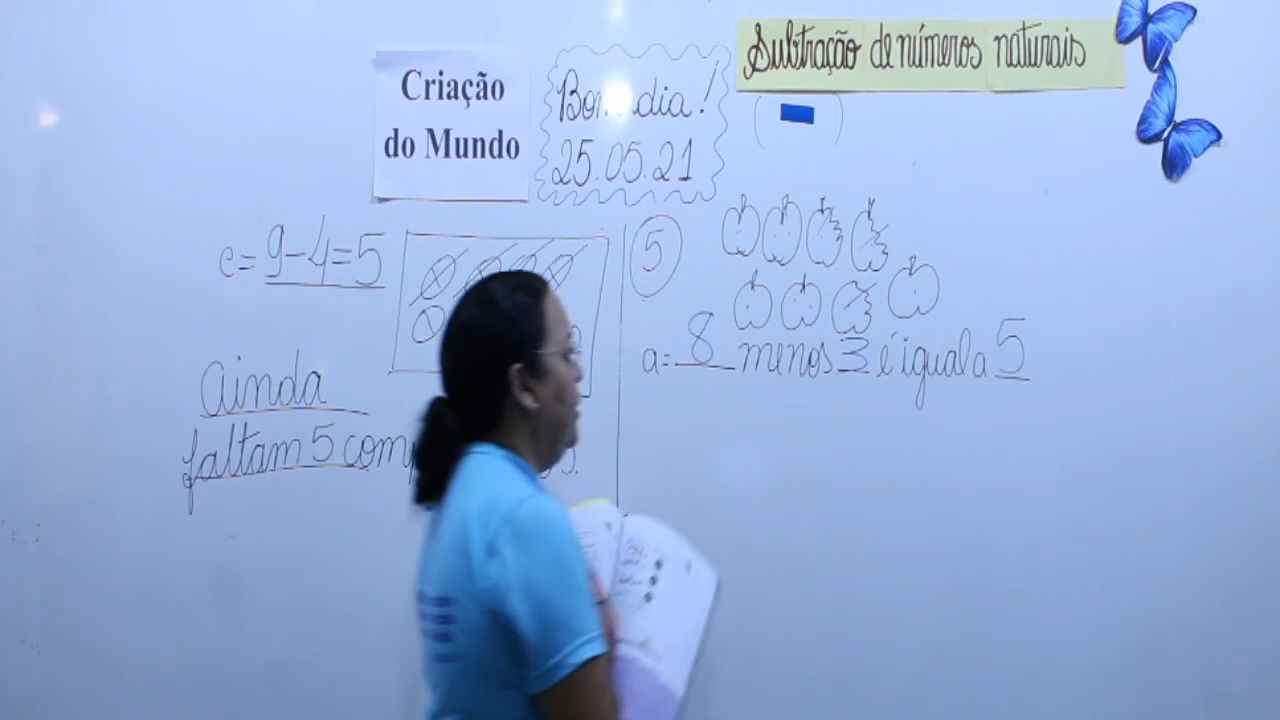 Criação
do Mundo
Bom dia!
25.05.21
Subtração de números naturais
( - )
c= 9-4=5
Ainda
faltam 5
5
a= 8 menos 3 é igual a 5